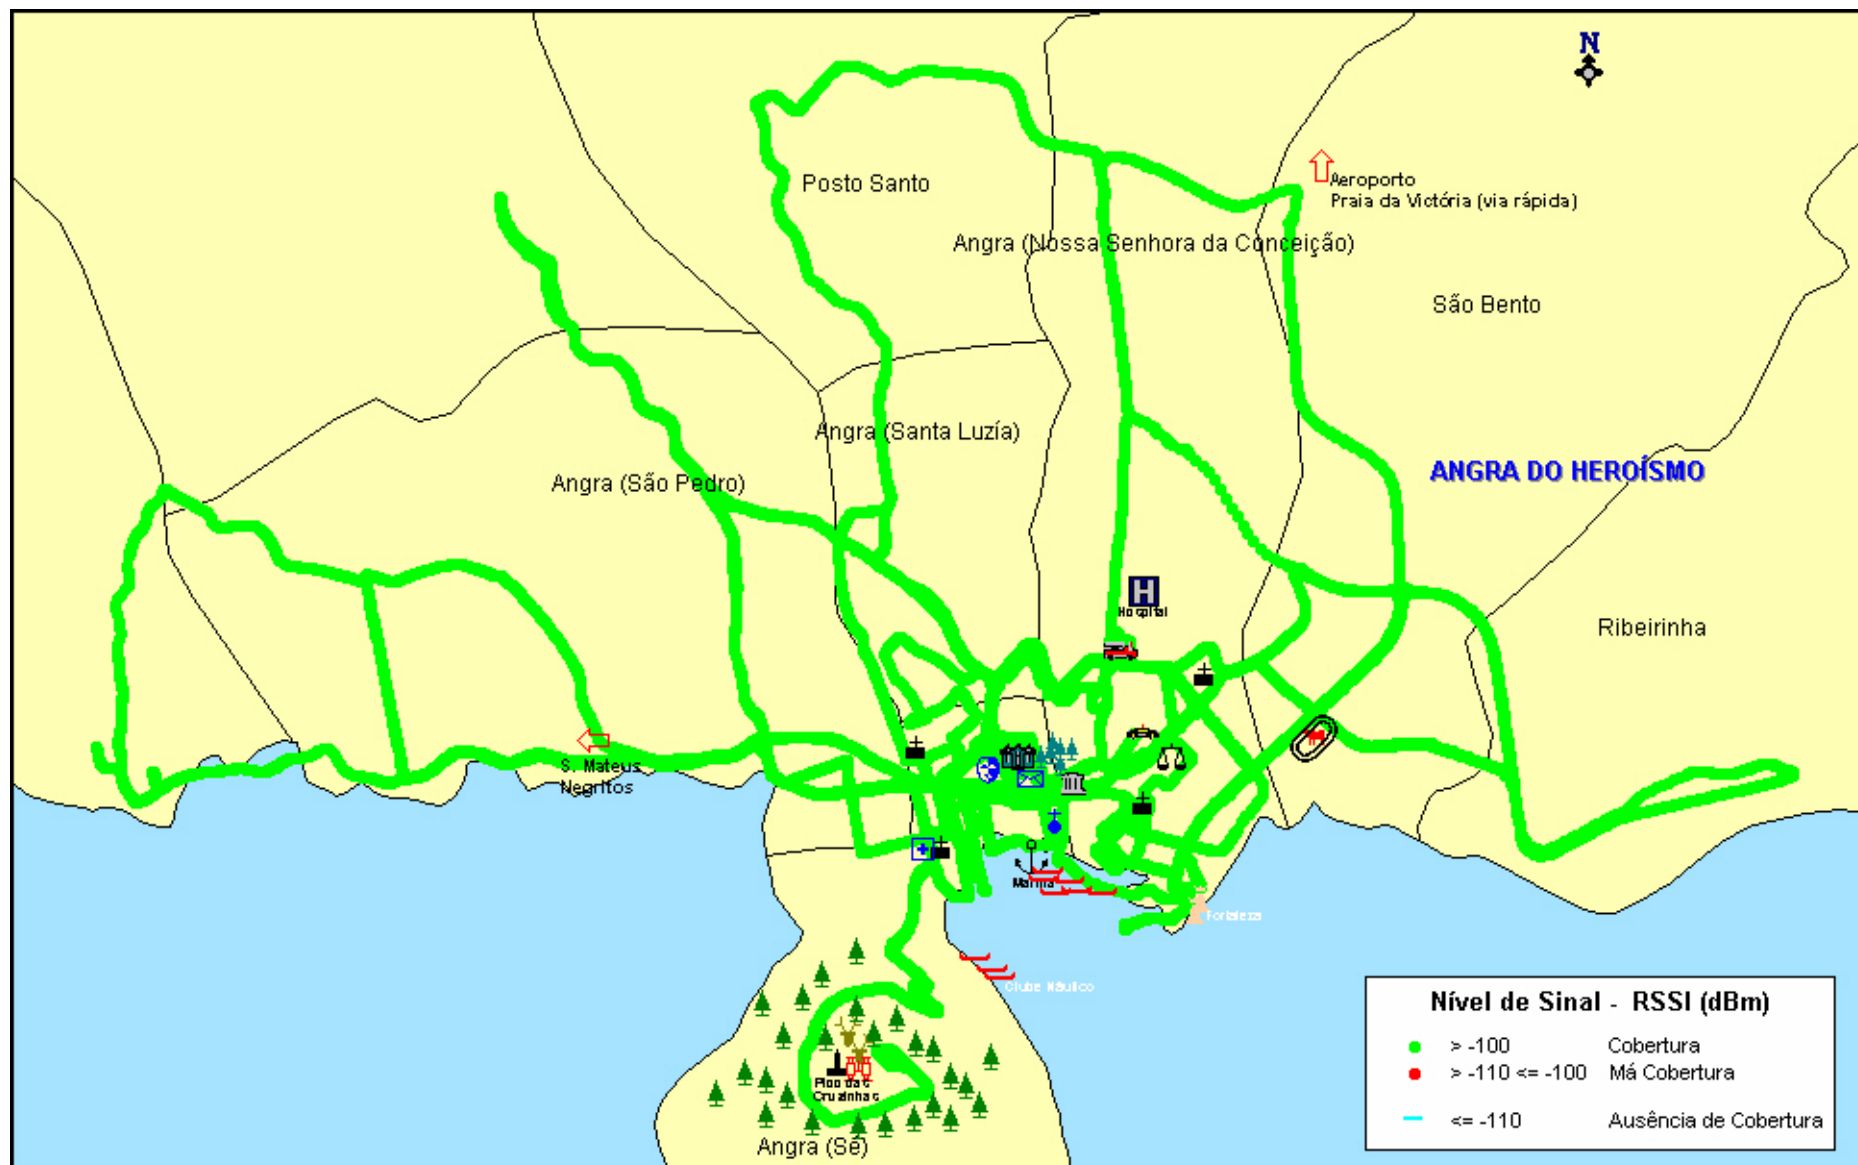 N
Posto Santo
Aeroporto
Praia da Victória (via rápida)
Angra (Nossa Senhora da Conceição)
São Bento
Angra (Santa Luzía)
ANGRA DO HEROÍSMO
Angra (São Pedro)
H
Hospital
Ribeirinha
S. Mateus
Negritos
Marina
Fortaleza
Clube Náutico
Pico das
Cruzinhas
Angra (Sé)
Nível de Sinal - RSSI (dBm)
> -100 Cobertura
> -110 <= -100 Má Cobertura
<= -110 Ausência de Cobertura